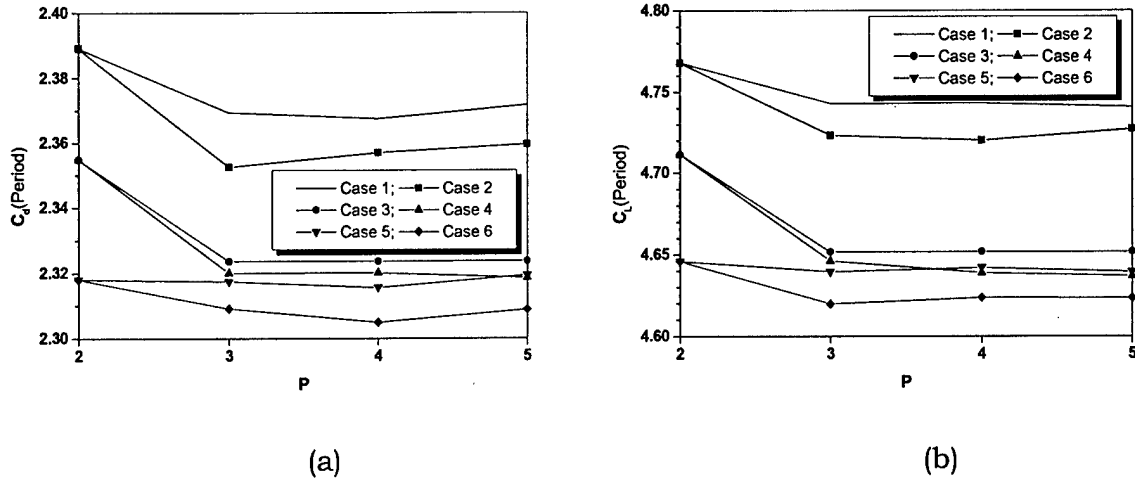 2.40
2.38
2.36
2.34
2.32
2.30
C_d(Period)
Case 1; Case 2
Case 3; Case 4
Case 5; Case 6
2 3 4 5
P
(a)
4.80
4.75
4.70
4.65
4.60
C_L(Period)
Case 1; Case 2
Case 3; Case 4
Case 5; Case 6
2 3 4 5
P
(b)